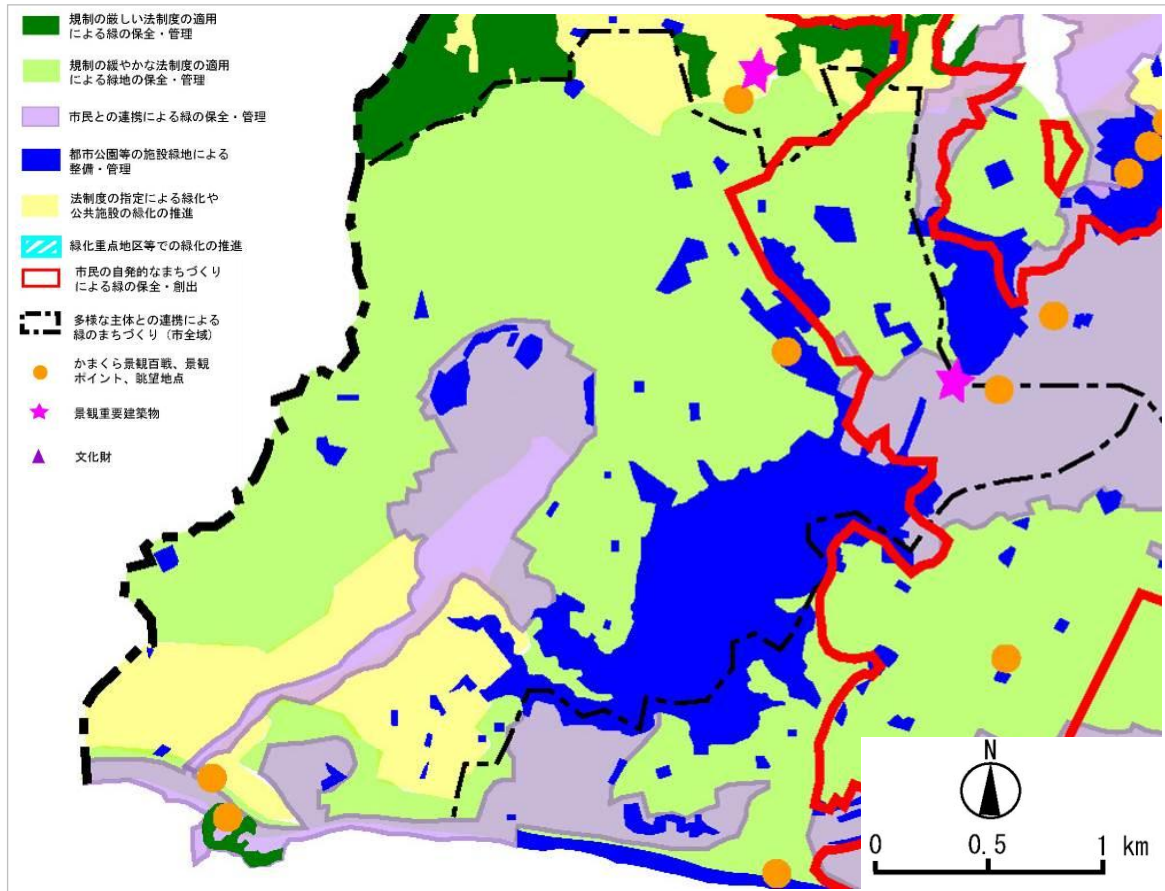 規制の厳しい法制度の適用
による緑の保全・管理
規制の緩やかな法制度の適用
による緑地の保全・管理
市民との連携による緑の保全・管理
都市公園等の施設緑地による
整備・管理
法制度の指定による緑化や
公共施設の緑化の推進
緑化重点地区等での緑化の推進
市民の自発的なまちづくり
による緑の保全・創出
多様な主体との連携による
緑のまちづくり（市全域）
かまくら景観百戦、景観
ポイント、眺望地点
景観重要建築物
文化財
N
0 0.5 1 km